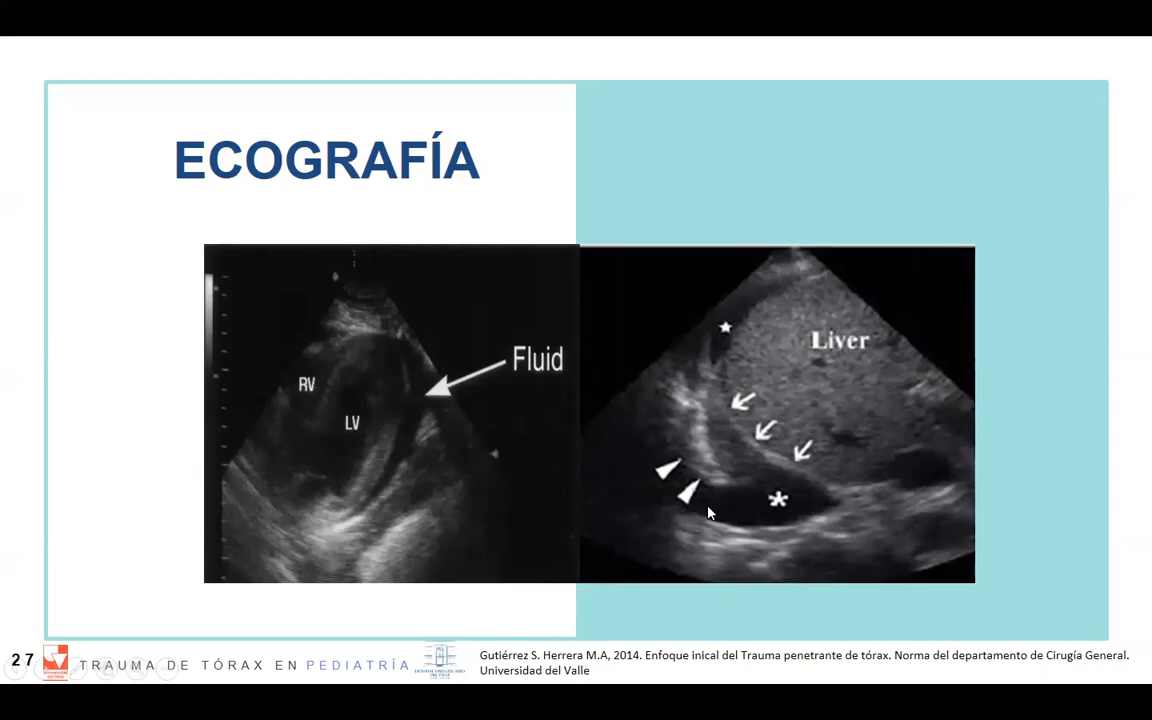 ECOGRAFÍA
Fluid
RV
LV
Liver
*
27
TRAUMA DE TÓRAX EN PEDIATRÍA
Gutiérrez S. Herrera M.A, 2014. Enfoque inical del Trauma penetrante de tórax. Norma del departamento de Cirugía General.
Universidad del Valle